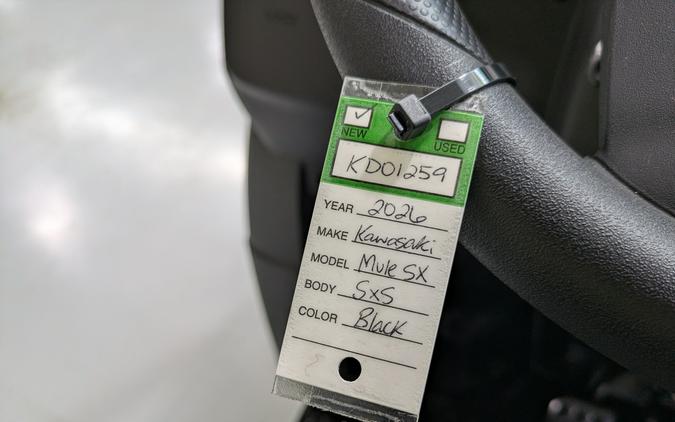 ✓
NEW USED
KD01259
YEAR 2026
MAKE Kawasaki
MODEL Mule SX
BODY SxS
COLOR Black